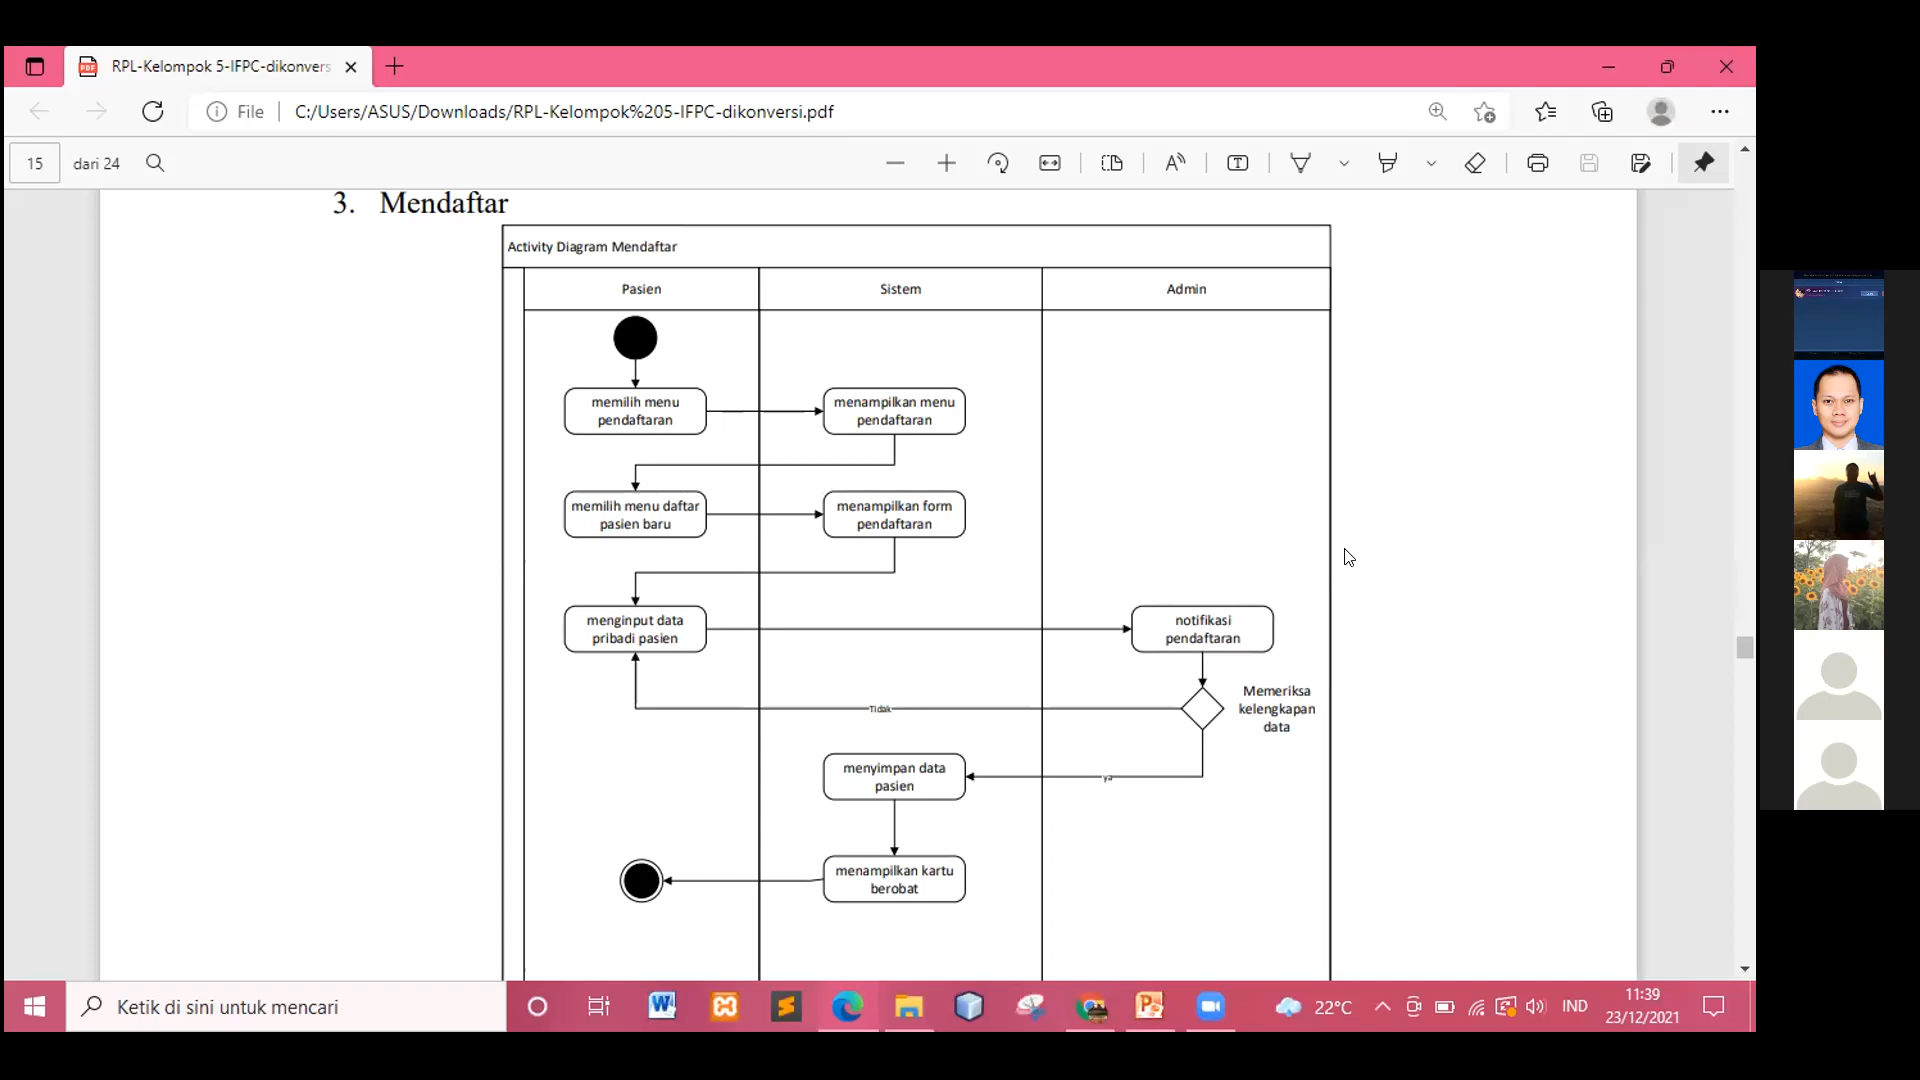 RPL-Kelompok 5-IFPC-dikonvers
File
C:/Users/ASUS/Downloads/RPL-Kelompok%205-IFPC-dikonversi.pdf
15 dari 24
3. Mendaftar
Activity Diagram Mendaftar
Pasien
Sistem
Admin
memilih menu
pendaftaran
menampilkan menu
pendaftaran
memilih menu daftar
pasien baru
menampilkan form
pendaftaran
menginput data
pribadi pasien
notifikasi
pendaftaran
Memeriksa
kelengkapan
data
Tidak
menyimpan data
pasien
ya
menampilkan kartu
berobat
Ketik di sini untuk mencari
22°C
IND
11:39
23/12/2021